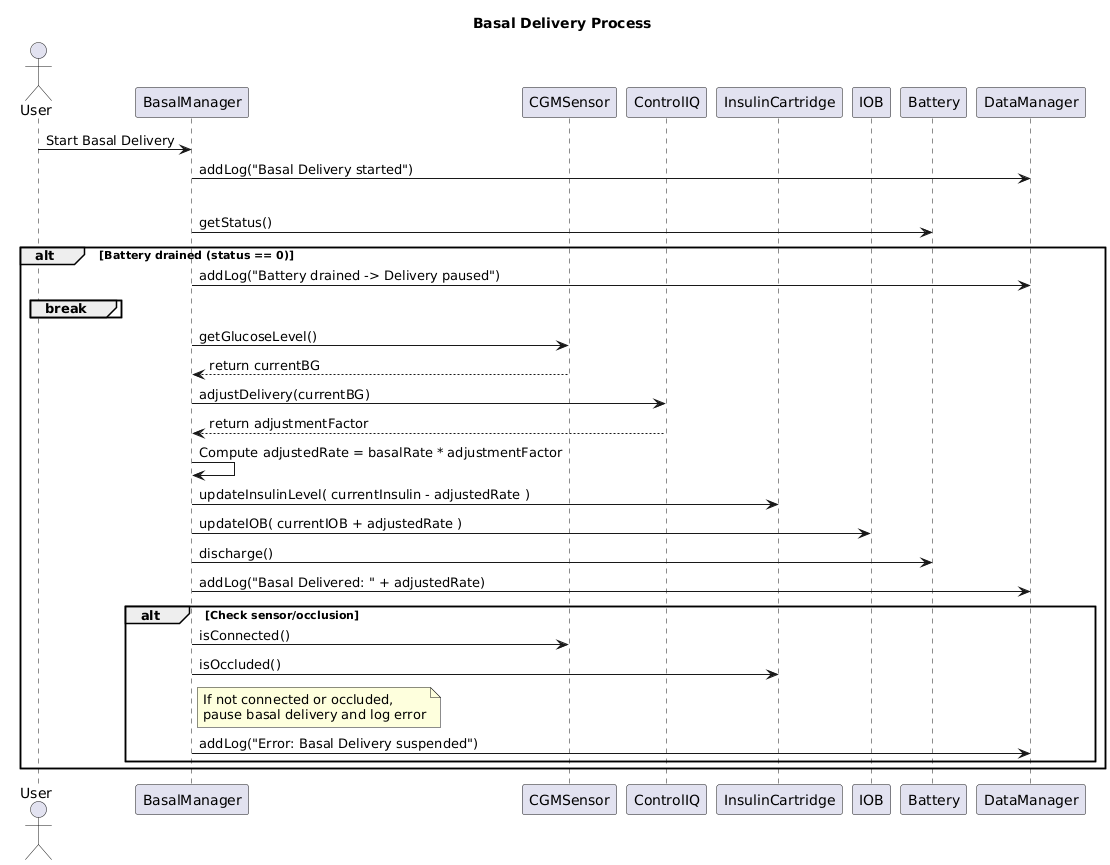 Basal Delivery Process
User
BasalManager
CGMSensor
ControlIQ
InsulinCartridge
IOB
Battery
DataManager
Start Basal Delivery
addLog("Basal Delivery started")
getStatus()
alt
[Battery drained (status == 0)]
addLog("Battery drained -> Delivery paused")
break
getGlucoseLevel()
return currentBG
adjustDelivery(currentBG)
return adjustmentFactor
Compute adjustedRate = basalRate * adjustmentFactor
updateInsulinLevel( currentInsulin - adjustedRate )
updateIOB( currentIOB + adjustedRate )
discharge()
addLog("Basal Delivered: " + adjustedRate)
alt
[Check sensor/occlusion]
isConnected()
isOccluded()
If not connected or occluded,
pause basal delivery and log error
addLog("Error: Basal Delivery suspended")
User
BasalManager
CGMSensor
ControlIQ
InsulinCartridge
IOB
Battery
DataManager